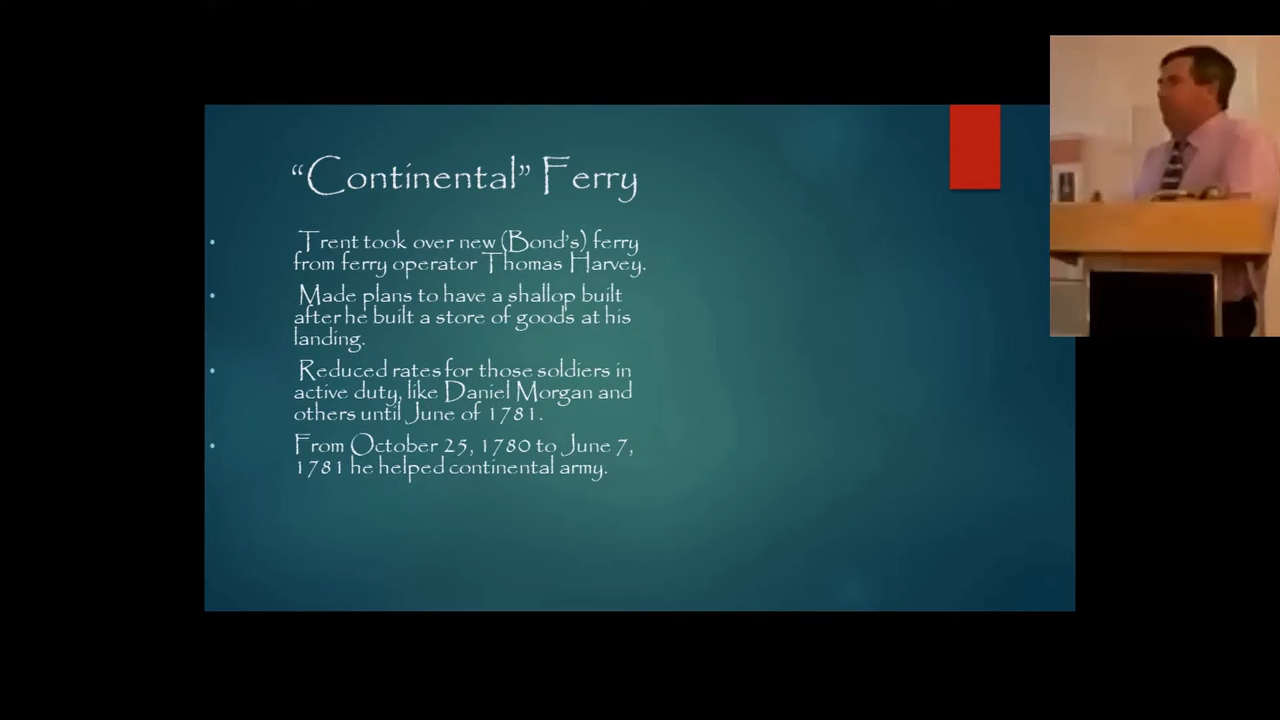 “Continental” Ferry
• Trent took over new (Bond’s) ferry
from ferry operator Thomas Harvey.
• Made plans to have a shallop built
after he built a store of goods at his
landing.
• Reduced rates for those soldiers in
active duty, like Daniel Morgan and
others until June of 1781.
• From October 25, 1780 to June 7,
1781 he helped continental army.